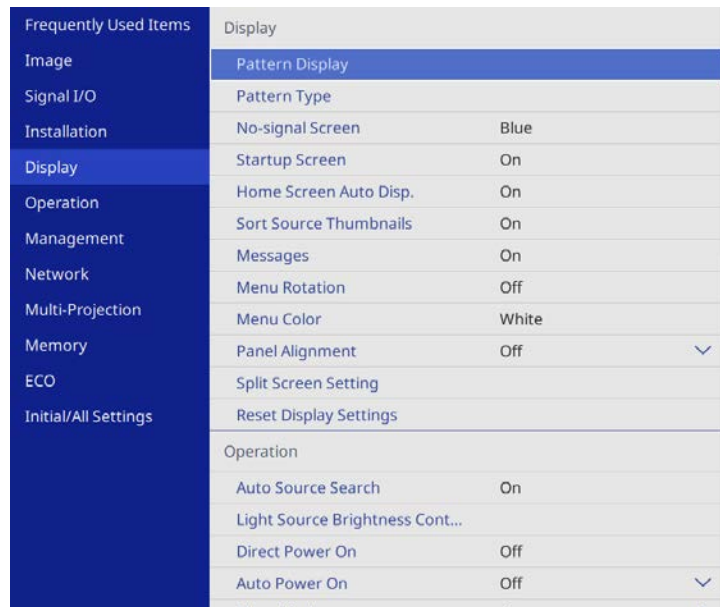 Frequently Used Items
Image
Signal I/O
Installation
Display
Operation
Management
Network
Multi-Projection
Memory
ECO
Initial/All Settings
Display
Pattern Display
Pattern Type
No-signal Screen Blue
Startup Screen On
Home Screen Auto Disp. On
Sort Source Thumbnails On
Messages On
Menu Rotation Off
Menu Color White
Panel Alignment Off
Split Screen Setting
Reset Display Settings
Operation
Auto Source Search On
Light Source Brightness Cont...
Direct Power On Off
Auto Power On Off